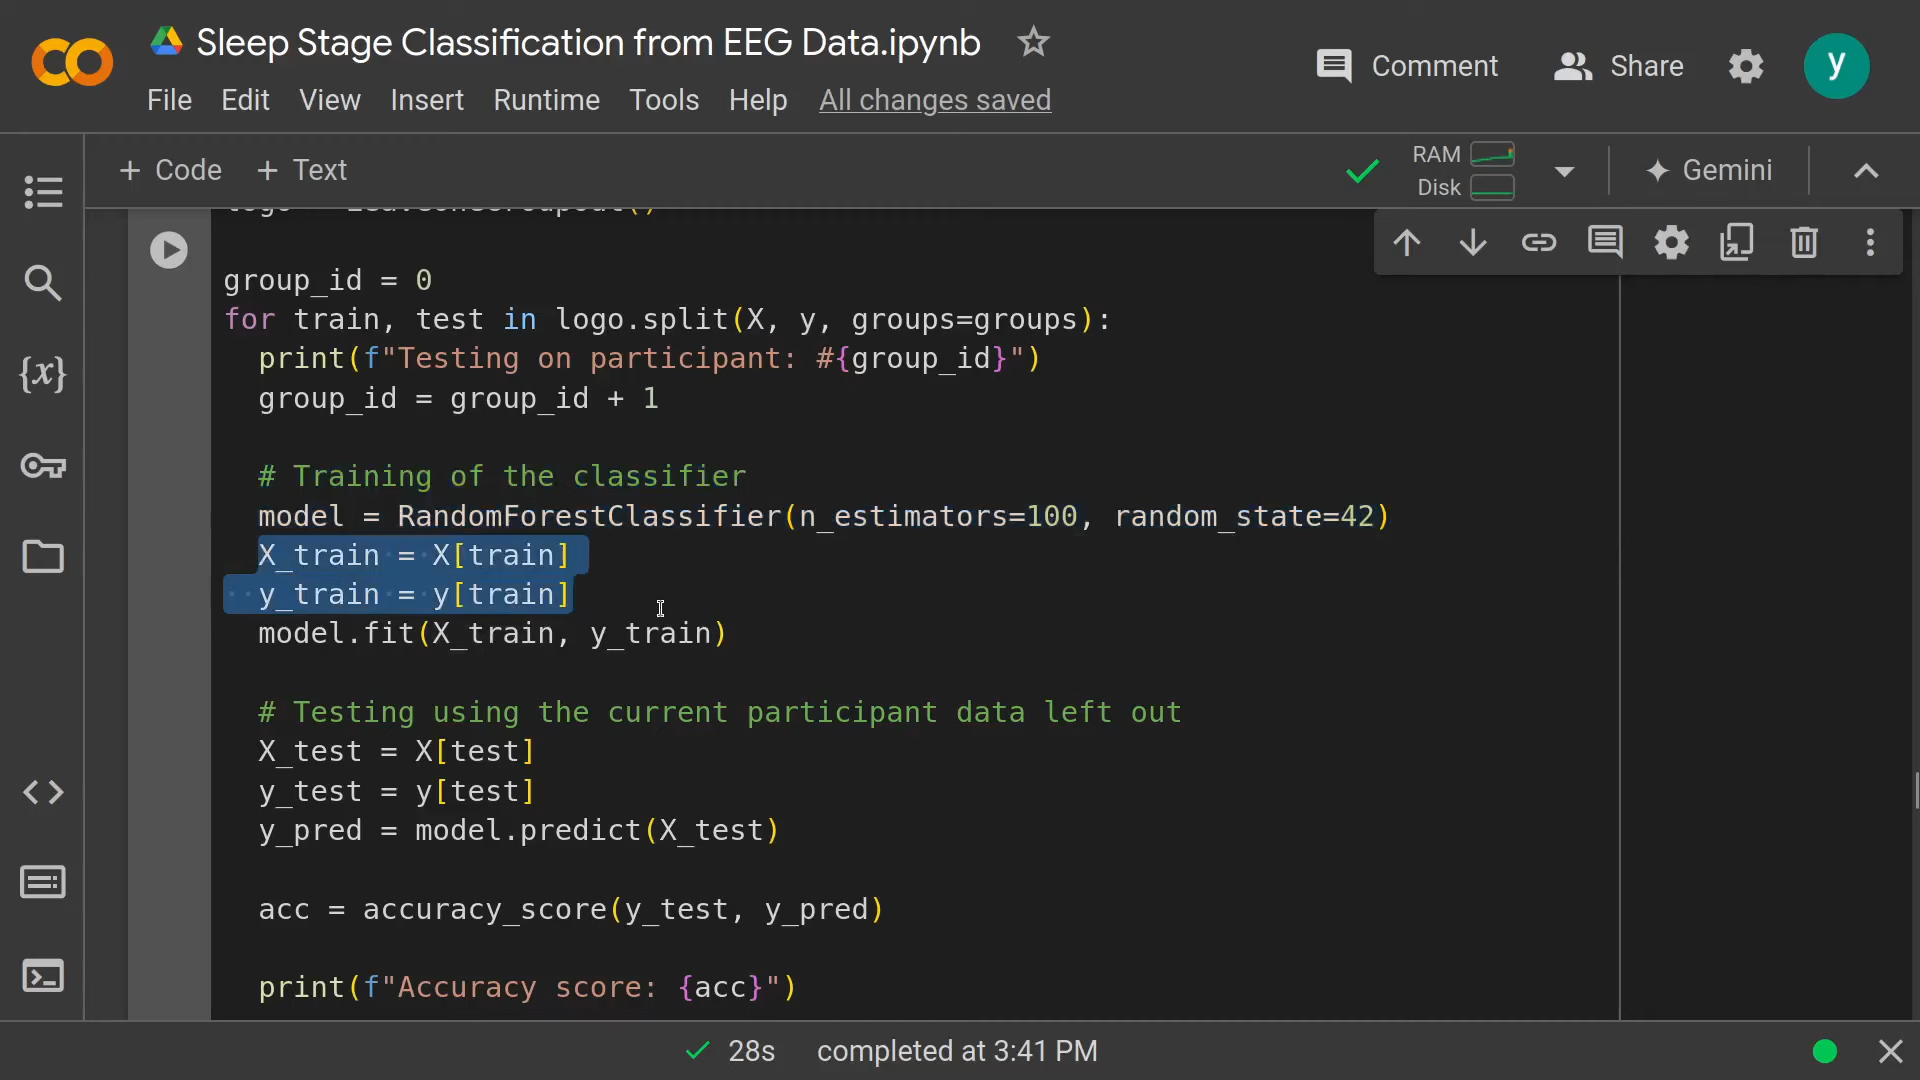 Sleep Stage Classification from EEG Data.ipynb
Comment
Share
y
File Edit View Insert Runtime Tools Help All changes saved
+ Code + Text
RAM
Disk
Gemini
group_id = 0
for train, test in logo.split(X, y, groups=groups):
print(f"Testing on participant: #{group_id}")
group_id = group_id + 1
# Training of the classifier
model = RandomForestClassifier(n_estimators=100, random_state=42)
X_train = X[train]
y_train = y[train]
model.fit(X_train, y_train)
# Testing using the current participant data left out
X_test = X[test]
y_test = y[test]
y_pred = model.predict(X_test)
acc = accuracy_score(y_test, y_pred)
print(f"Accuracy score: {acc}")
28s completed at 3:41 PM